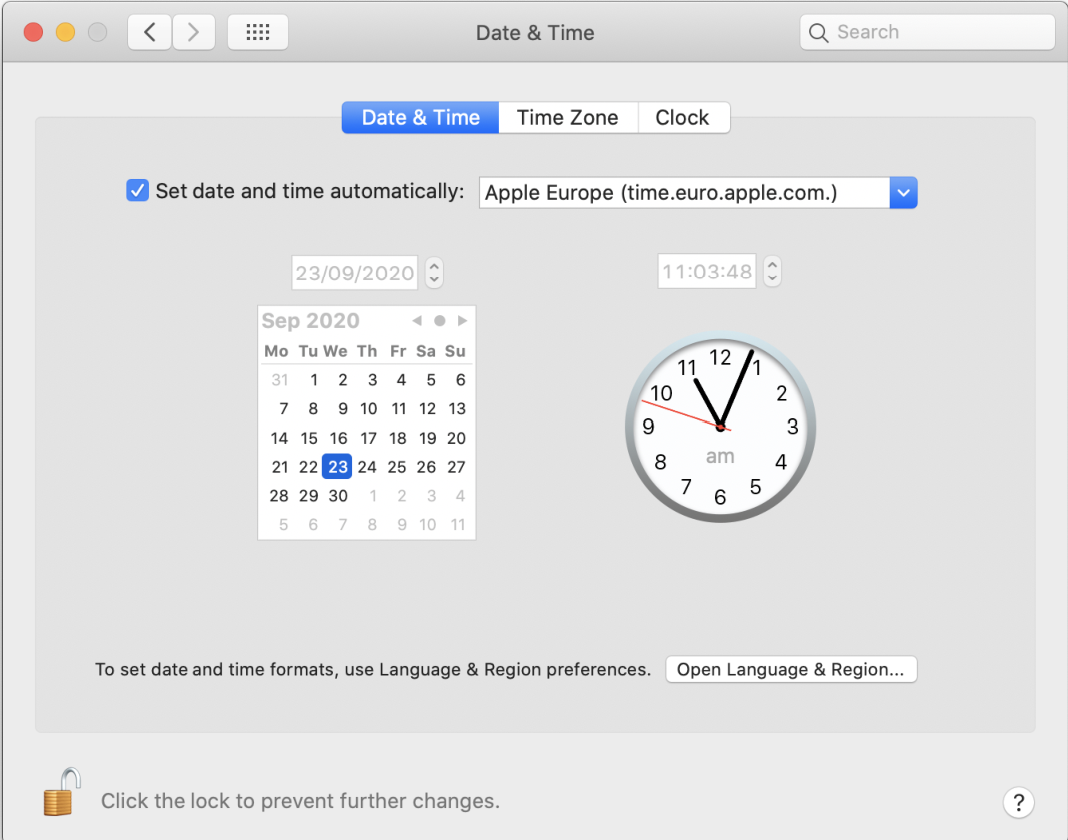 Date & Time
Search
Date & Time Time Zone Clock
Set date and time automatically: Apple Europe (time.euro.apple.com.)
23/09/2020
11:03:48
Sep 2020
Mo Tu We Th Fr Sa Su
31 1 2 3 4 5 6
7 8 9 10 11 12 13
14 15 16 17 18 19 20
21 22 23 24 25 26 27
28 29 30 1 2 3 4
5 6 7 8 9 10 11
12
1
2
3
4
5
6
7
8
9
10
11
am
To set date and time formats, use Language & Region preferences. Open Language & Region...
Click the lock to prevent further changes.
?